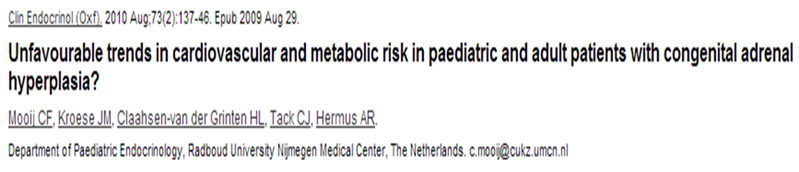 Clin Endocrinol (Oxf). 2010 Aug;73(2):137-46. Epub 2009 Aug 29.
Unfavourable trends in cardiovascular and metabolic risk in paediatric and adult patients with congenital adrenal
hyperplasia?
Mooij CF, Kroese JM, Claahsen-van der Grinten HL, Tack CJ, Hermus AR.
Department of Paediatric Endocrinology, Radboud University Nijmegen Medical Center, The Netherlands. c.mooij@cukz.umcn.nl